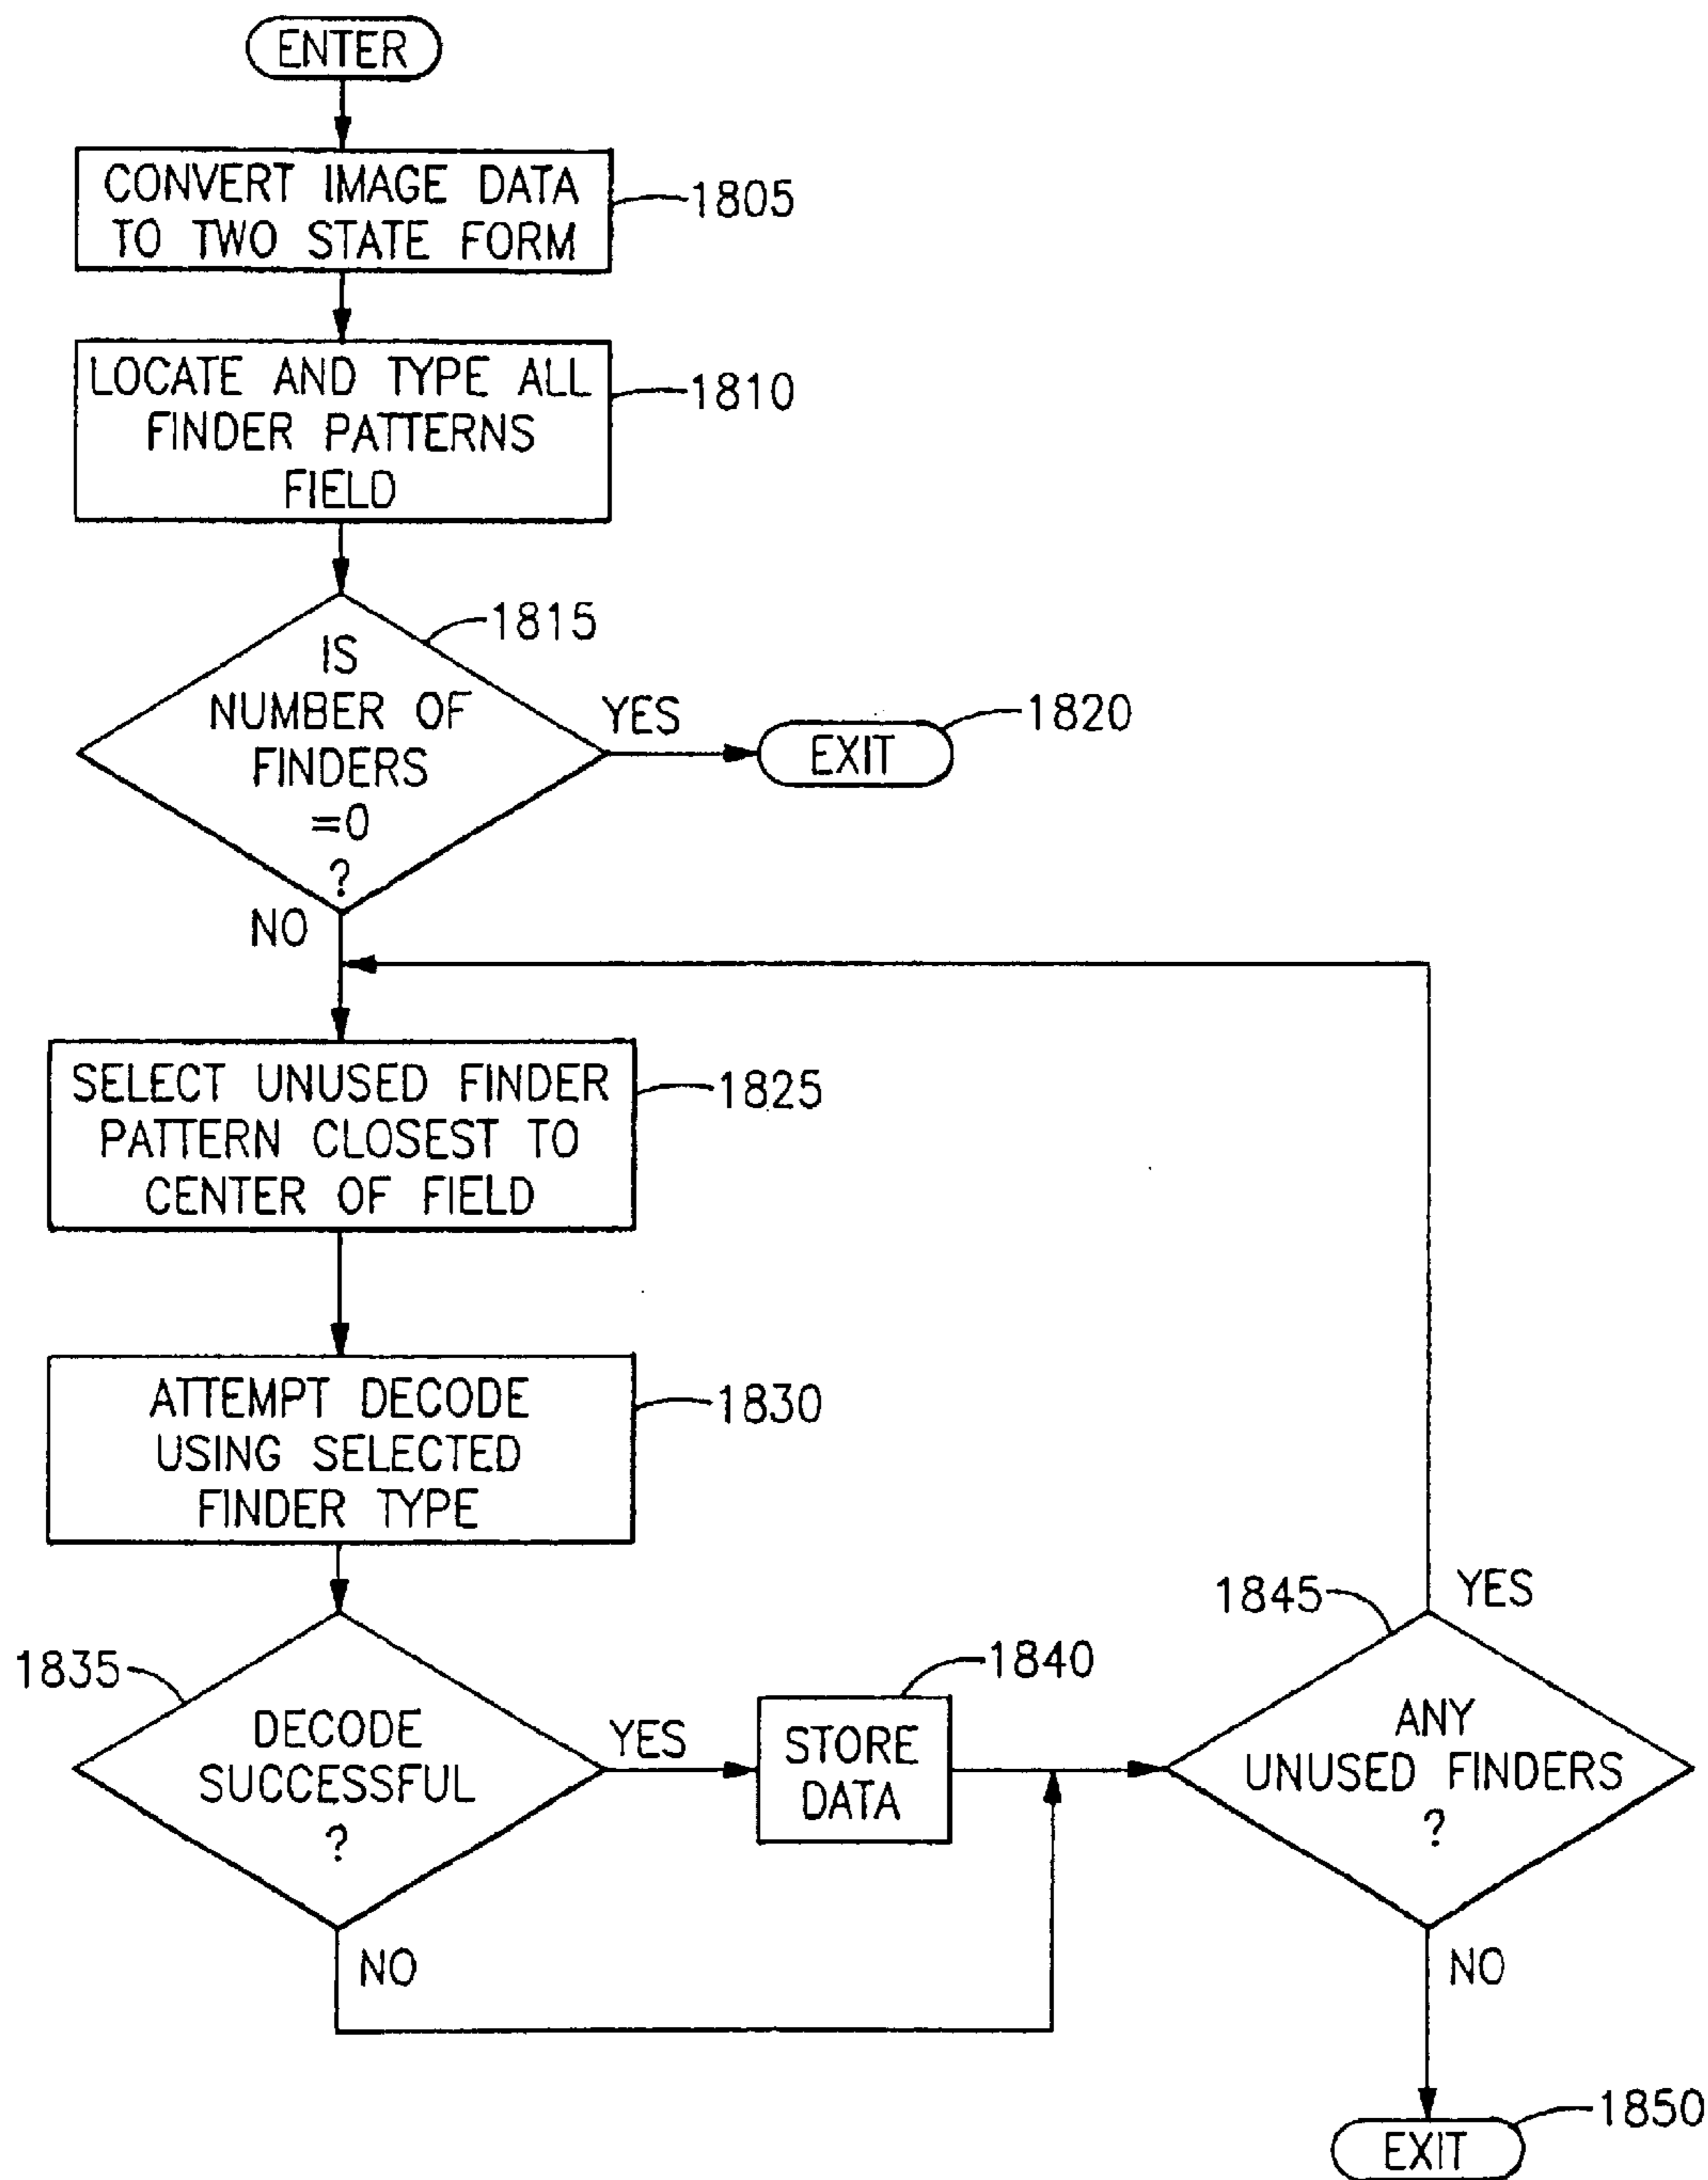 ENTER
CONVERT IMAGE DATA
TO TWO STATE FORM
1805
LOCATE AND TYPE ALL
FINDER PATTERNS
FIELD
1810
1815
IS
NUMBER OF
FINDERS
=0
?
YES
EXIT
1820
NO
SELECT UNUSED FINDER
PATTERN CLOSEST TO
CENTER OF FIELD
1825
ATTEMPT DECODE
USING SELECTED
FINDER TYPE
1830
1835
DECODE
SUCCESSFUL
?
YES
NO
1840
STORE
DATA
1845
YES
ANY
UNUSED FINDERS
?
NO
EXIT
1850